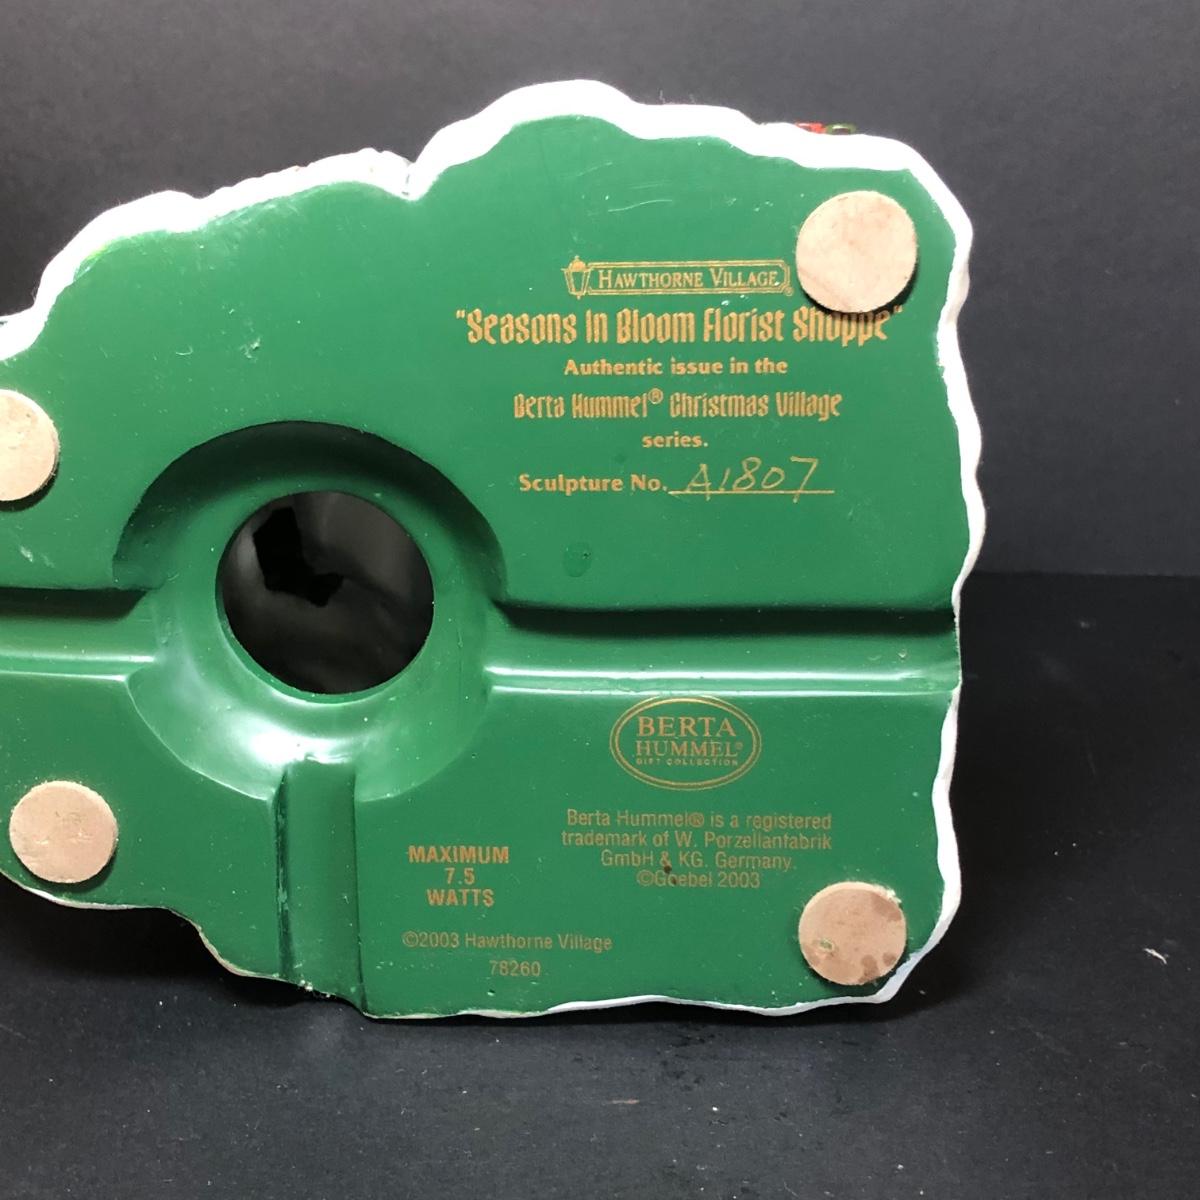 HAWTHORNE VILLAGE®
"Seasons In Bloom Florist Shoppe"
Authentic issue in the
Berta Hummel® Christmas Village
series.
Sculpture No. A1807
BERTA
HUMMEL®
GIFT COLLECTION
Berta Hummel® is a registered
trademark of W. Porzellanfabrik
GmbH & KG. Germany.
©Goebel 2003
MAXIMUM
7.5
WATTS
©2003 Hawthorne Village
78260